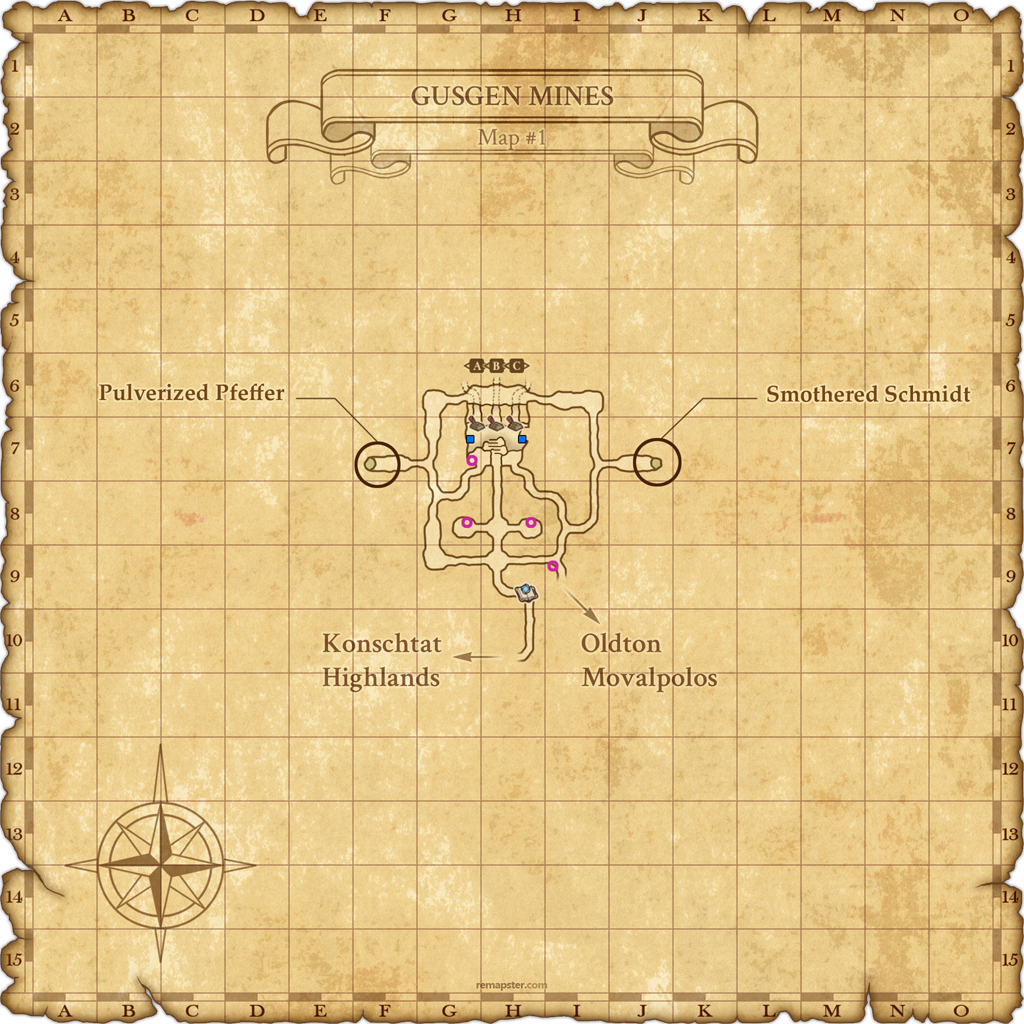 A B C D E F G H I J K L M N O
1 1
GUSGEN MINES
2 2
Map #1
3 3
4 4
5 5
A B C
6 6
Pulverized Pfeffer
Smothered Schmidt
7 7
8 8
9 9
10 10
Konschtat
Highlands
Oldton
Movalpolos
11 11
12 12
13 13
14 14
15 15
remapster.com
A B C D E F G H I J K L M N O